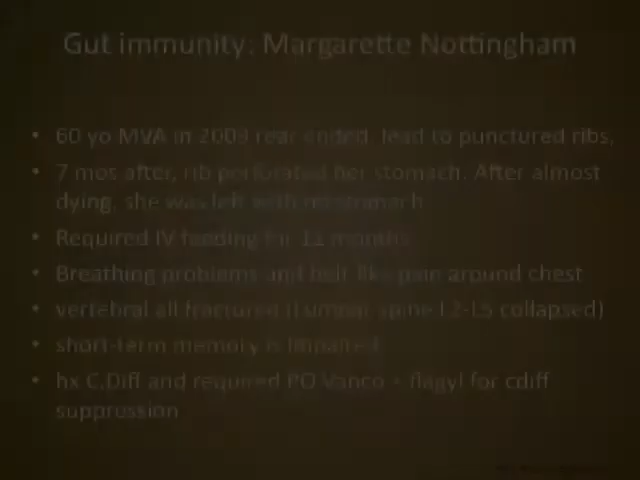 Gut immunity: Margarette Nottingham
• 60 yo MVA in 2003 rear ended, lead to punctured ribs,
• 7 mos after, rib perforated her stomach. After almost
dying, she was left with no stomach
• Required IV feeding for 11 months
• Breathing problems and belt like pain around chest
• vertebral all fractured (Lumbar spine L2-L5 collapsed)
• short-term memory is impaired
• hx C.Diff and required PO Vanco + flagyl for cdiff
suppression